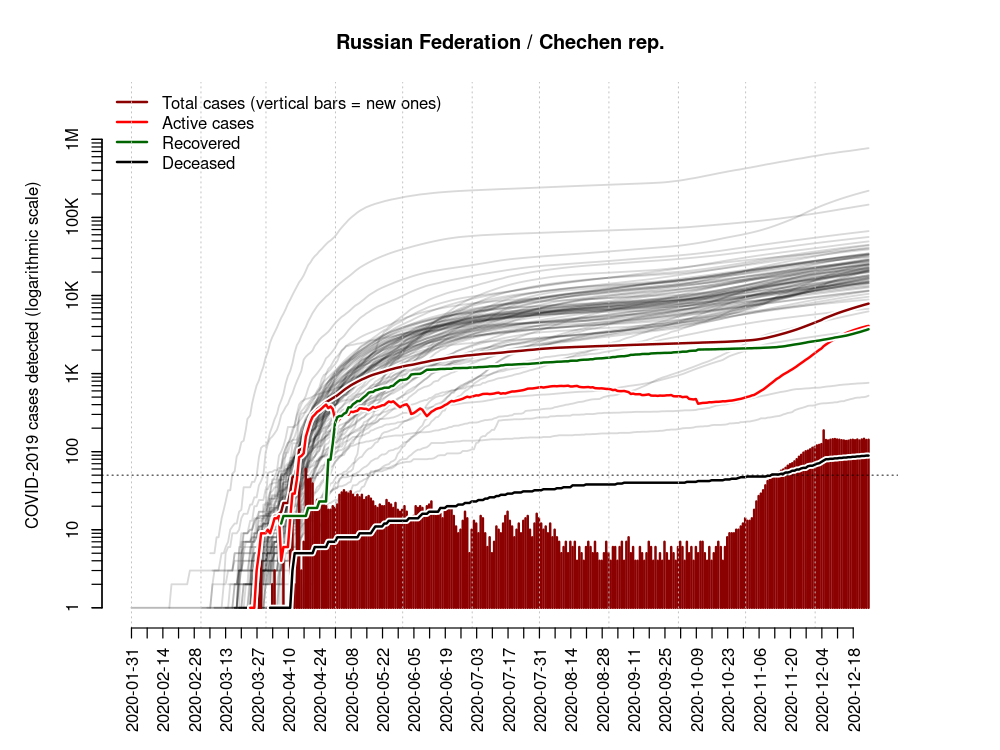 Russian Federation / Chechen rep.
Total cases (vertical bars = new ones)
Active cases
Recovered
Deceased
COVID-2019 cases detected (logarithmic scale)
1M
100K
10K
1K
100
10
1
2020-01-31
2020-02-14
2020-02-28
2020-03-13
2020-03-27
2020-04-10
2020-04-24
2020-05-08
2020-05-22
2020-06-05
2020-06-19
2020-07-03
2020-07-17
2020-07-31
2020-08-14
2020-08-28
2020-09-11
2020-09-25
2020-10-09
2020-10-23
2020-11-06
2020-11-20
2020-12-04
2020-12-18